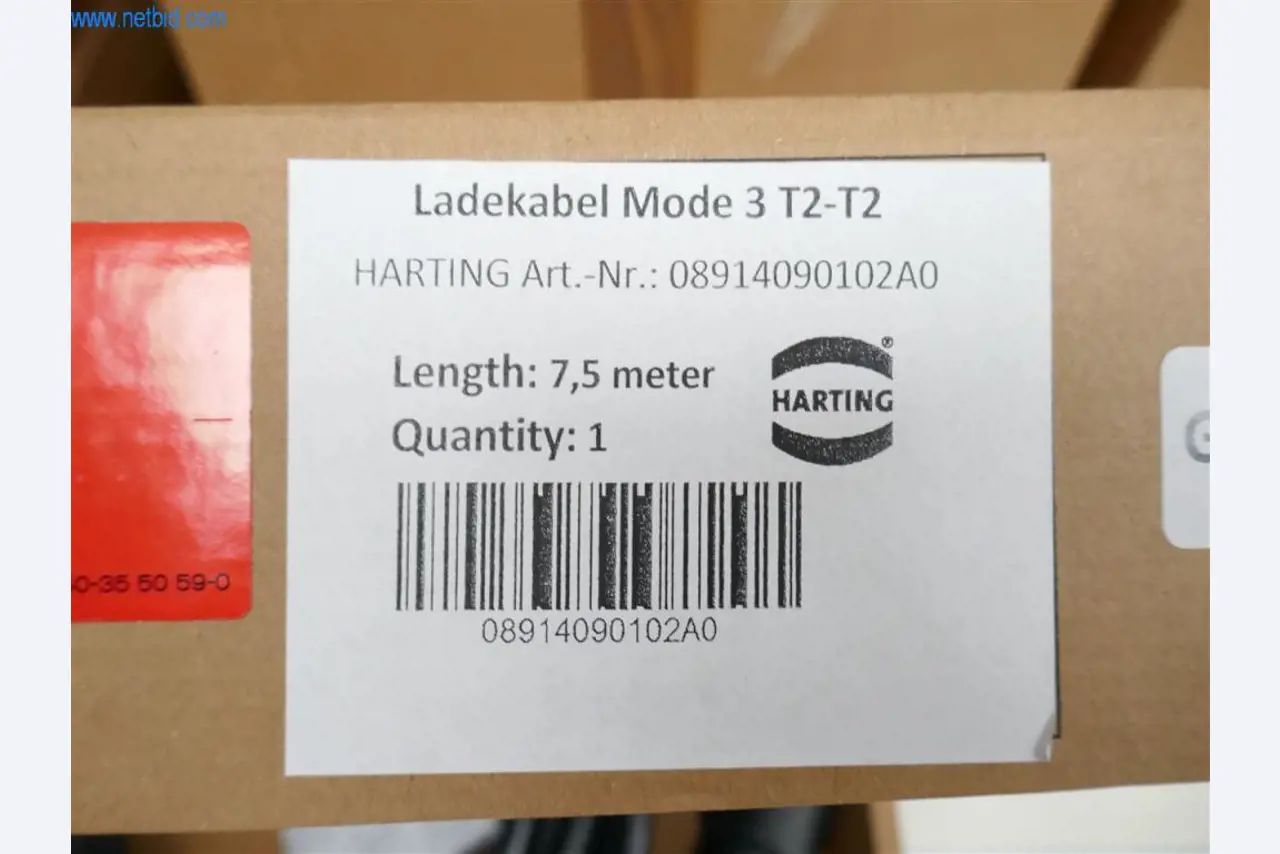 www.netbid.com
Ladekabel Mode 3 T2-T2
HARTING Art.-Nr.: 08914090102A0
Length: 7,5 meter
Quantity: 1
HARTING®
08914090102A0
0-35 50 59-0